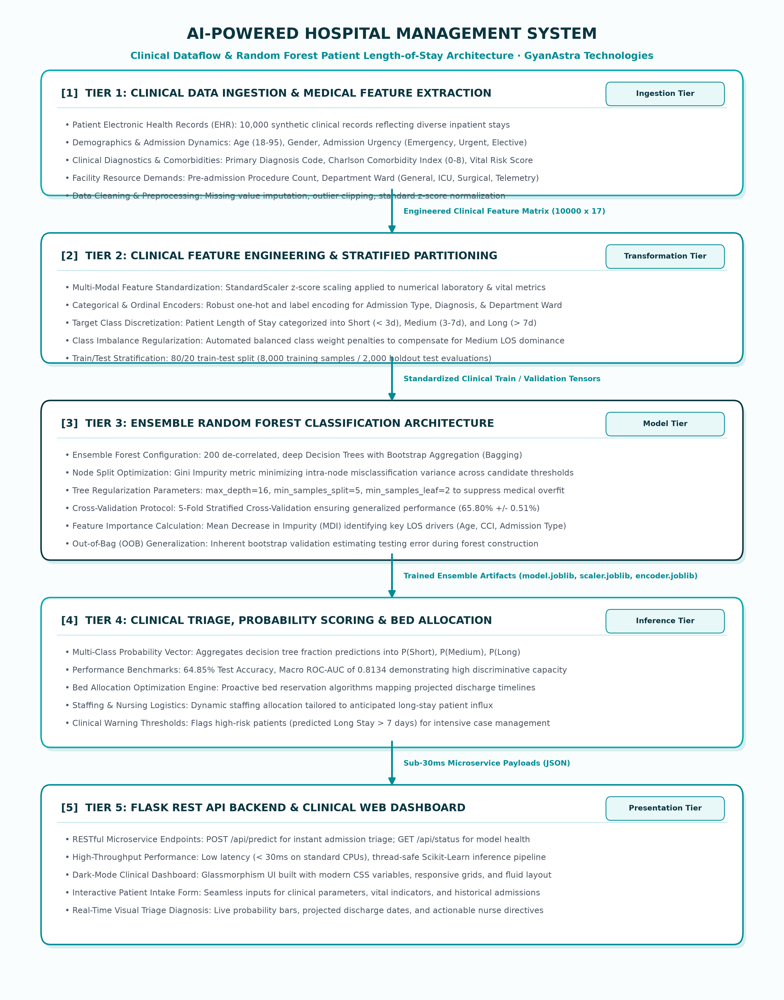 AI-POWERED HOSPITAL MANAGEMENT SYSTEM
Clinical Dataflow & Random Forest Patient Length-of-Stay Architecture · GyanAstra Technologies
[1] TIER 1: CLINICAL DATA INGESTION & MEDICAL FEATURE EXTRACTION
Ingestion Tier
• Patient Electronic Health Records (EHR): 10,000 synthetic clinical records reflecting diverse inpatient stays
• Demographics & Admission Dynamics: Age (18-95), Gender, Admission Urgency (Emergency, Urgent, Elective)
• Clinical Diagnostics & Comorbidities: Primary Diagnosis Code, Charlson Comorbidity Index (0-8), Vital Risk Score
• Facility Resource Demands: Pre-admission Procedure Count, Department Ward (General, ICU, Surgical, Telemetry)
• Data Cleaning & Preprocessing: Missing value imputation, outlier clipping, standard z-score normalization
Engineered Clinical Feature Matrix (10000 x 17)
[2] TIER 2: CLINICAL FEATURE ENGINEERING & STRATIFIED PARTITIONING
Transformation Tier
• Multi-Modal Feature Standardization: StandardScaler z-score scaling applied to numerical laboratory & vital metrics
• Categorical & Ordinal Encoders: Robust one-hot and label encoding for Admission Type, Diagnosis, & Department Ward
• Target Class Discretization: Patient Length of Stay categorized into Short (< 3d), Medium (3-7d), and Long (> 7d)
• Class Imbalance Regularization: Automated balanced class weight penalties to compensate for Medium LOS dominance
• Train/Test Stratification: 80/20 train-test split (8,000 training samples / 2,000 holdout test evaluations)
Standardized Clinical Train / Validation Tensors
[3] TIER 3: ENSEMBLE RANDOM FOREST CLASSIFICATION ARCHITECTURE
Model Tier
• Ensemble Forest Configuration: 200 de-correlated, deep Decision Trees with Bootstrap Aggregation (Bagging)
• Node Split Optimization: Gini Impurity metric minimizing intra-node misclassification variance across candidate thresholds
• Tree Regularization Parameters: max_depth=16, min_samples_split=5, min_samples_leaf=2 to suppress medical overfit
• Cross-Validation Protocol: 5-Fold Stratified Cross-Validation ensuring generalized performance (65.80% +/- 0.51%)
• Feature Importance Calculation: Mean Decrease in Impurity (MDI) identifying key LOS drivers (Age, CCI, Admission Type)
• Out-of-Bag (OOB) Generalization: Inherent bootstrap validation estimating testing error during forest construction
Trained Ensemble Artifacts (model.joblib, scaler.joblib, encoder.joblib)
[4] TIER 4: CLINICAL TRIAGE, PROBABILITY SCORING & BED ALLOCATION
Inference Tier
• Multi-Class Probability Vector: Aggregates decision tree fraction predictions into P(Short), P(Medium), P(Long)
• Performance Benchmarks: 64.85% Test Accuracy, Macro ROC-AUC of 0.8134 demonstrating high discriminative capacity
• Bed Allocation Optimization Engine: Proactive bed reservation algorithms mapping projected discharge timelines
• Staffing & Nursing Logistics: Dynamic staffing allocation tailored to anticipated long-stay patient influx
• Clinical Warning Thresholds: Flags high-risk patients (predicted Long Stay > 7 days) for intensive case management
Sub-30ms Microservice Payloads (JSON)
[5] TIER 5: FLASK REST API BACKEND & CLINICAL WEB DASHBOARD
Presentation Tier
• RESTful Microservice Endpoints: POST /api/predict for instant admission triage; GET /api/status for model health
• High-Throughput Performance: Low latency (< 30ms on standard CPUs), thread-safe Scikit-Learn inference pipeline
• Dark-Mode Clinical Dashboard: Glassmorphism UI built with modern CSS variables, responsive grids, and fluid layout
• Interactive Patient Intake Form: Seamless inputs for clinical parameters, vital indicators, and historical admissions
• Real-Time Visual Triage Diagnosis: Live probability bars, projected discharge dates, and actionable nurse directives